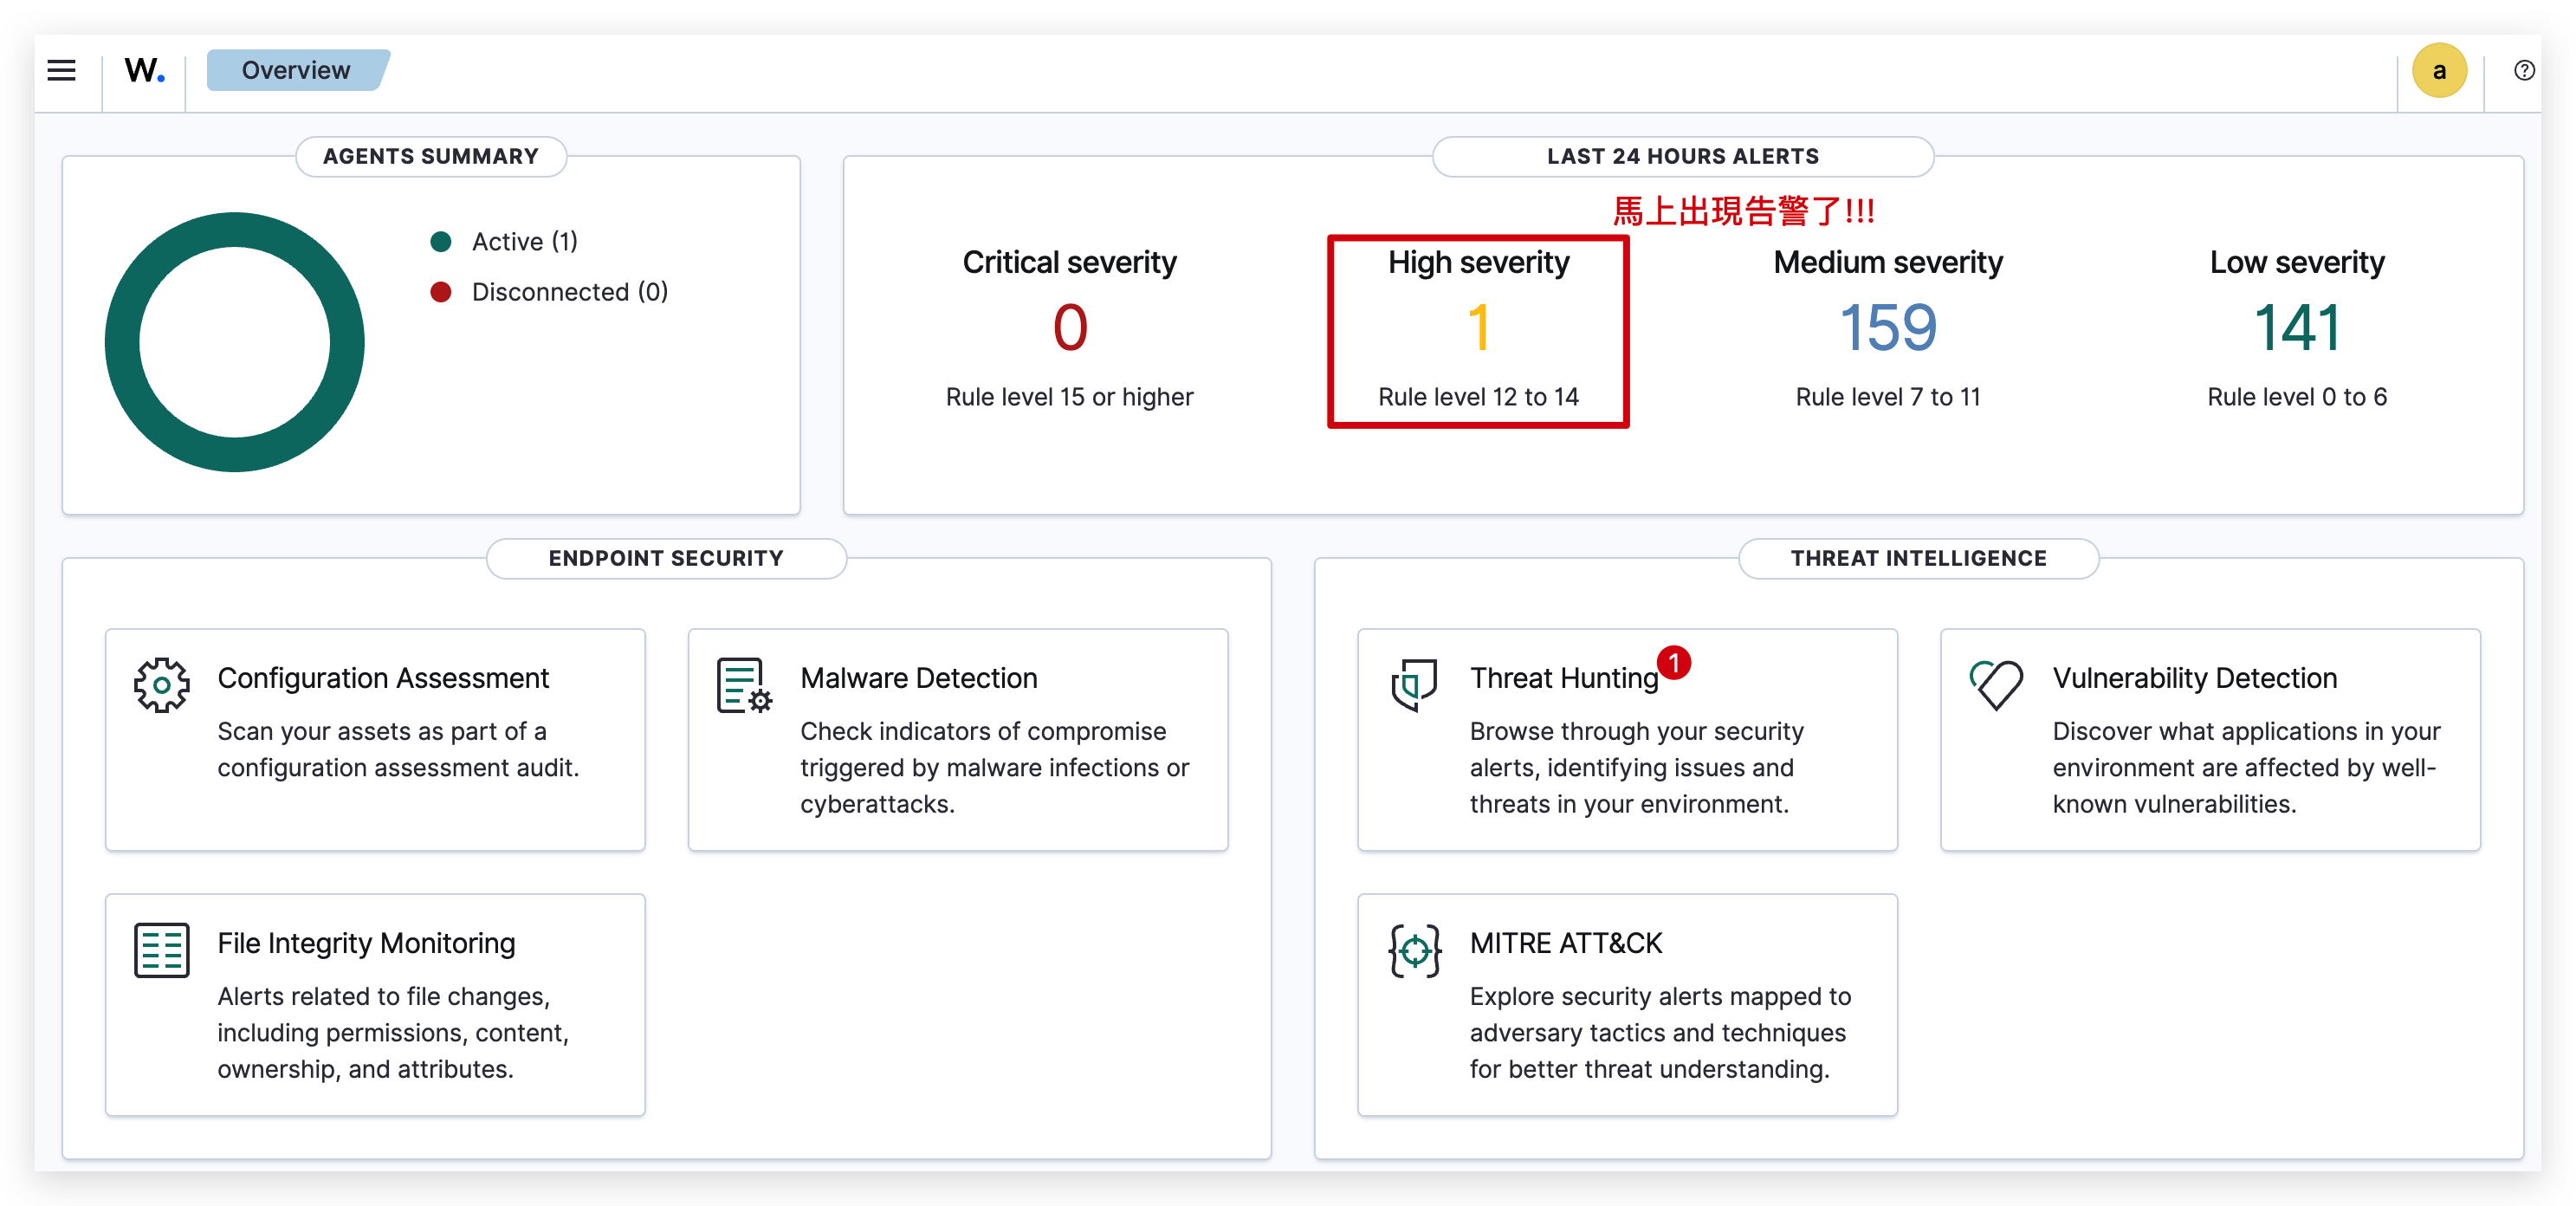 W.
Overview
a
?
AGENTS SUMMARY
Active (1)
Disconnected (0)
LAST 24 HOURS ALERTS
馬上出現告警了!!!
Critical severity
0
Rule level 15 or higher
High severity
1
Rule level 12 to 14
Medium severity
159
Rule level 7 to 11
Low severity
141
Rule level 0 to 6
ENDPOINT SECURITY
Configuration Assessment
Scan your assets as part of a
configuration assessment audit.
Malware Detection
Check indicators of compromise
triggered by malware infections or
cyberattacks.
File Integrity Monitoring
Alerts related to file changes,
including permissions, content,
ownership, and attributes.
THREAT INTELLIGENCE
Threat Hunting
1
Browse through your security
alerts, identifying issues and
threats in your environment.
Vulnerability Detection
Discover what applications in your
environment are affected by well-
known vulnerabilities.
MITRE ATT&CK
Explore security alerts mapped to
adversary tactics and techniques
for better threat understanding.